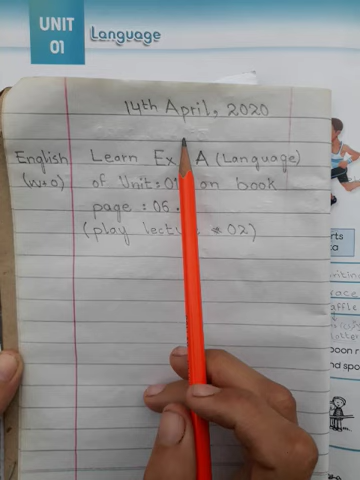 UNIT
01
Language
14th April, 2020
English Learn Ex A (Language)
(W+O) of Unit: 01 on book
page : 05.
(play lecture # 02)